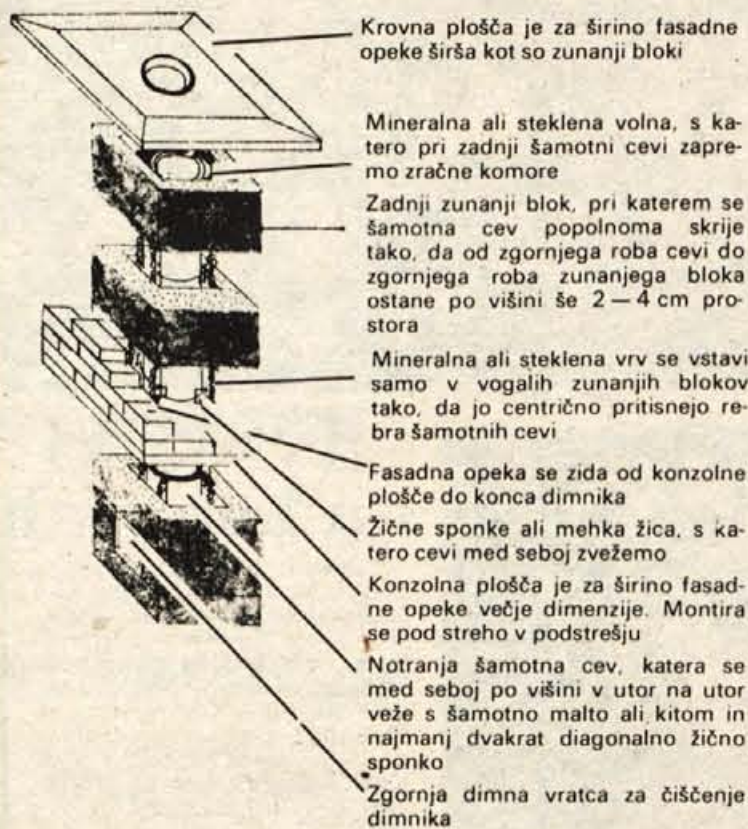 Krovna plošča je za širino fasadne
opeke širša kot so zunanji bloki
Mineralna ali steklena volna, s ka-
tero pri zadnji šamotni cevi zapre-
mo zračne komore
Zadnji zunanji blok, pri katerem se
šamotna cev popolnoma skrije
tako, da od zgornjega roba cevi do
zgornjega roba zunanjega bloka
ostane po višini še 2 — 4 cm pro-
stora
Mineralna ali steklena vrv se vstavi
samo v vogalih zunanjih blokov
tako, da jo centrično pritisnejo re-
bra šamotnih cevi
Fasadna opeka se zida od konzolne
plošče do konca dimnika
Žične sponke ali mehka žica, s ka-
tero cevi med seboj zvežemo
Konzolna plošča je za širino fasad-
ne opeke večje dimenzije. Montira
se pod streho v podstrešju
Notranja šamotna cev, katera se
med seboj po višini v utor na utor
veže s šamotno malto ali kitom in
najmanj dvakrat diagonalno žično
sponko
Zgornja dimna vratca za čiščenje
dimnika